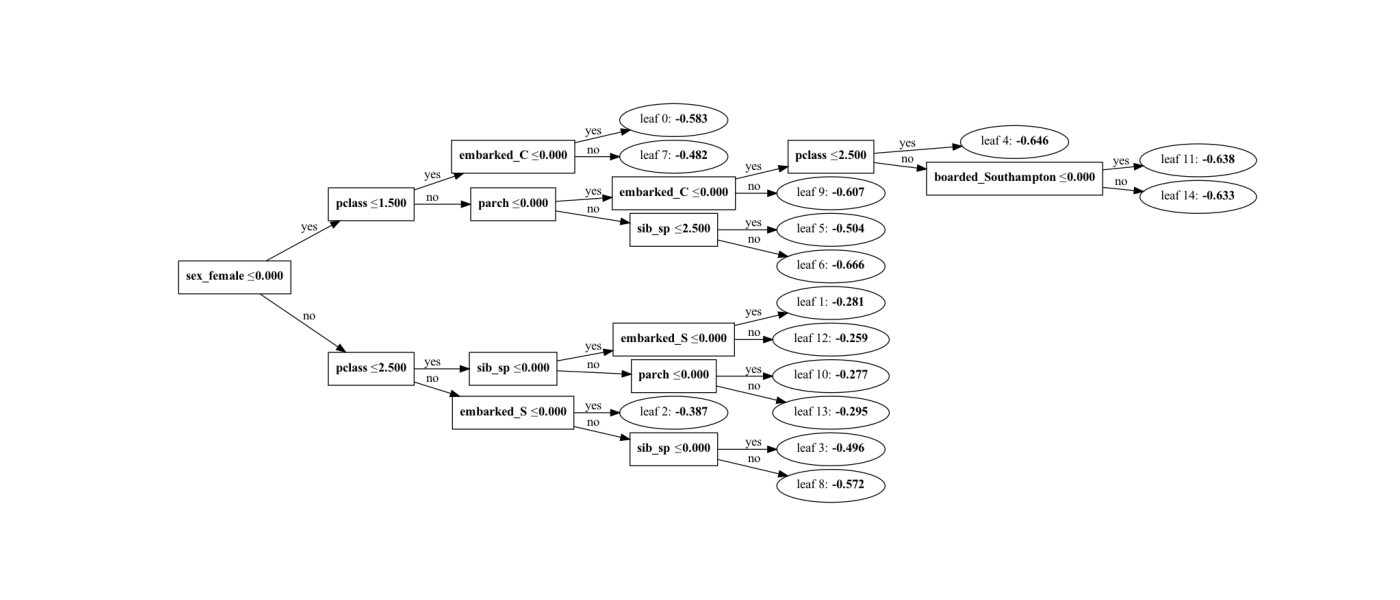 leaf 0: -0.583
yes
embarked_C ≤0.000
no
leaf 7: -0.482
yes
pclass ≤1.500
no
parch ≤0.000
yes
embarked_C ≤0.000
yes
pclass ≤2.500
yes
leaf 4: -0.646
no
boarded_Southampton ≤0.000
yes
leaf 11: -0.638
no
leaf 14: -0.633
no
leaf 9: -0.607
no
sib_sp ≤2.500
yes
leaf 5: -0.504
no
leaf 6: -0.666
yes
sex_female ≤0.000
no
pclass ≤2.500
yes
sib_sp ≤0.000
yes
embarked_S ≤0.000
yes
leaf 1: -0.281
no
leaf 12: -0.259
no
parch ≤0.000
yes
leaf 10: -0.277
no
leaf 13: -0.295
no
embarked_S ≤0.000
yes
leaf 2: -0.387
no
sib_sp ≤0.000
yes
leaf 3: -0.496
no
leaf 8: -0.572